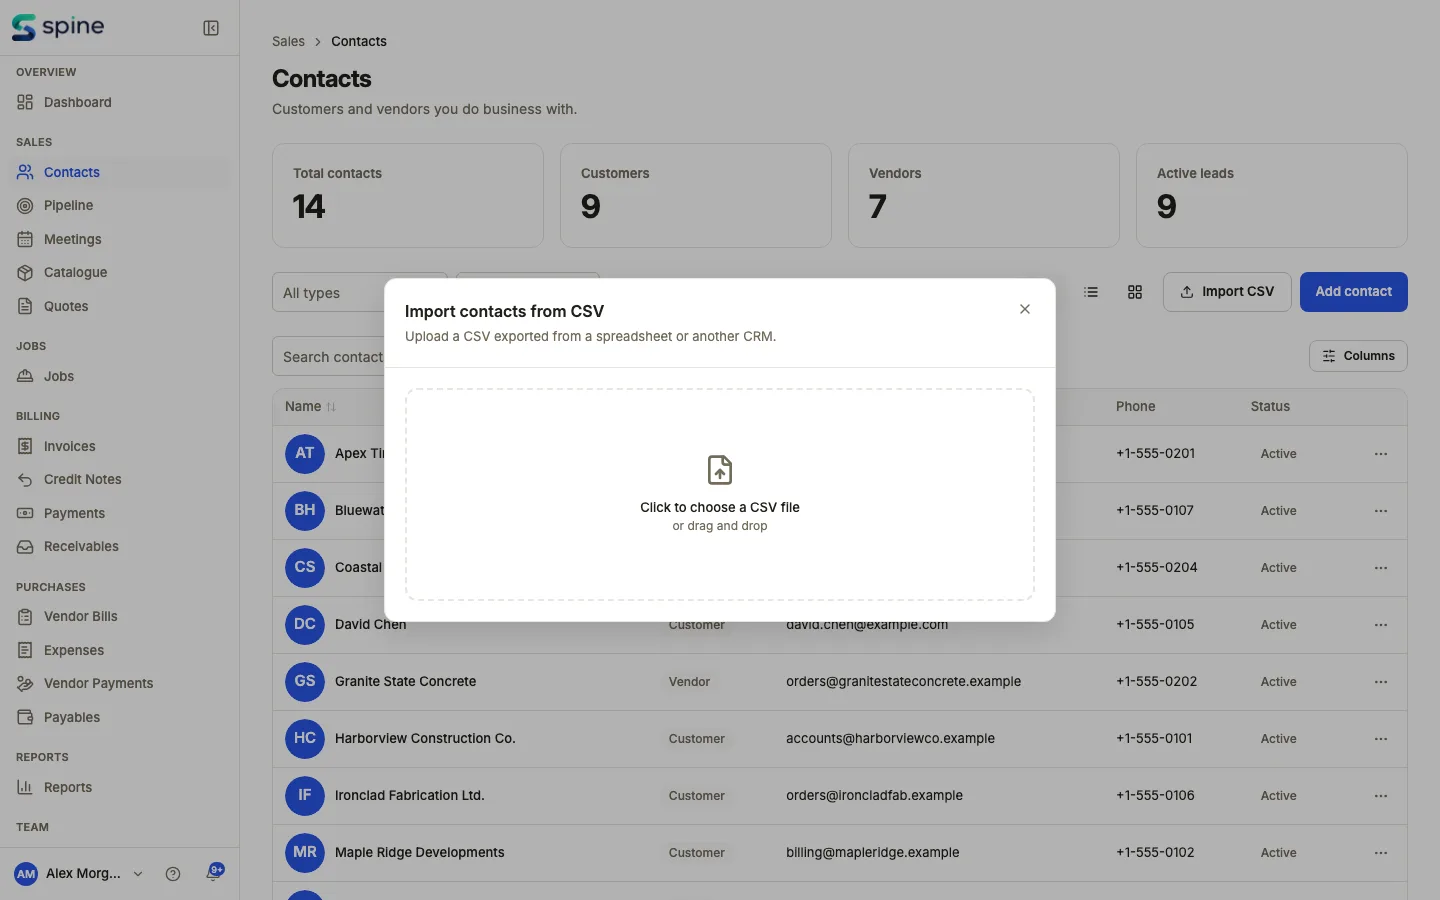 spine
OVERVIEW
Dashboard
SALES
Contacts
Pipeline
Meetings
Catalogue
Quotes
JOBS
Jobs
BILLING
Invoices
Credit Notes
Payments
Receivables
PURCHASES
Vendor Bills
Expenses
Vendor Payments
Payables
REPORTS
Reports
TEAM
AM Alex Morg... 9+
Sales > Contacts
Contacts
Customers and vendors you do business with.
Total contacts
14
Customers
9
Vendors
7
Active leads
9
All types
Import CSV
Add contact
Search contact
Columns
Import contacts from CSV
Upload a CSV exported from a spreadsheet or another CRM.
Click to choose a CSV file
or drag and drop
Name Phone Status
AT Apex +1-555-0201 Active
BH +1-555-0107 Active
CS Coastal +1-555-0204 Active
DC David Chen Customer david.chen@example.com +1-555-0105 Active
GS Granite State Concrete Vendor orders@granitestateconcrete.example +1-555-0202 Active
HC Harborview Construction Co. Customer accounts@harborviewco.example +1-555-0101 Active
IF Ironclad Fabrication Ltd. Customer orders@ironcladfab.example +1-555-0106 Active
MR Maple Ridge Developments Customer billing@mapleridge.example +1-555-0102 Active